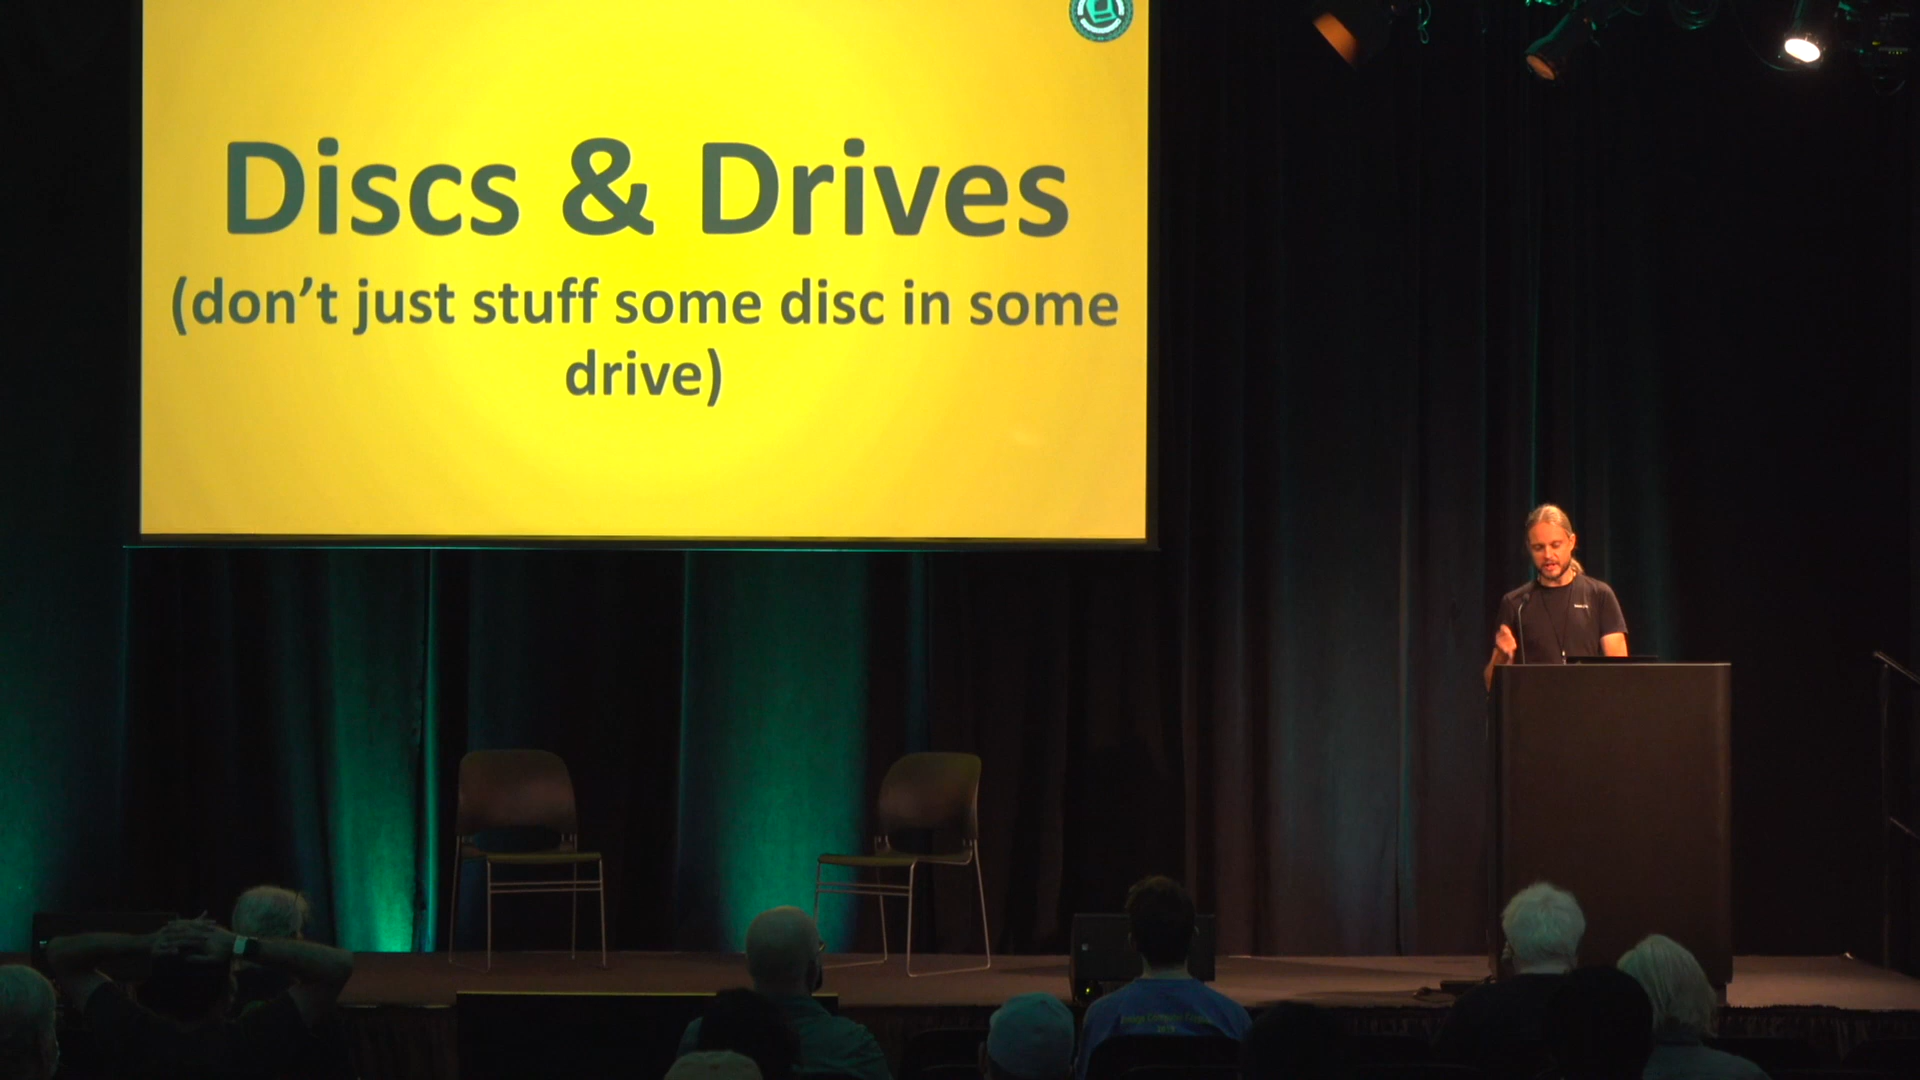 Discs & Drives
(don’t just stuff some disc in some
drive)